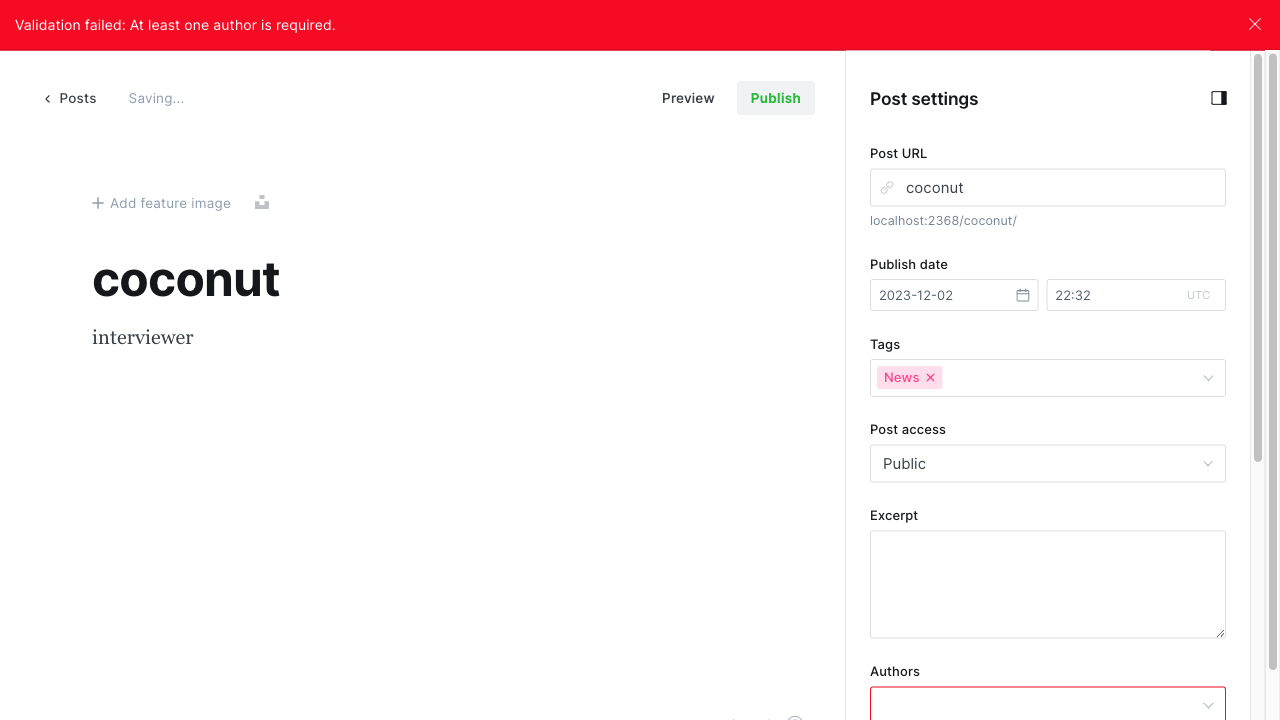 Validation failed: At least one author is required.
Posts
Saving...
Preview
Publish
Add feature image
coconut
interviewer
Post settings
Post URL
coconut
localhost:2368/coconut/
Publish date
2023-12-02
22:32
UTC
Tags
News
Post access
Public
Excerpt
Authors